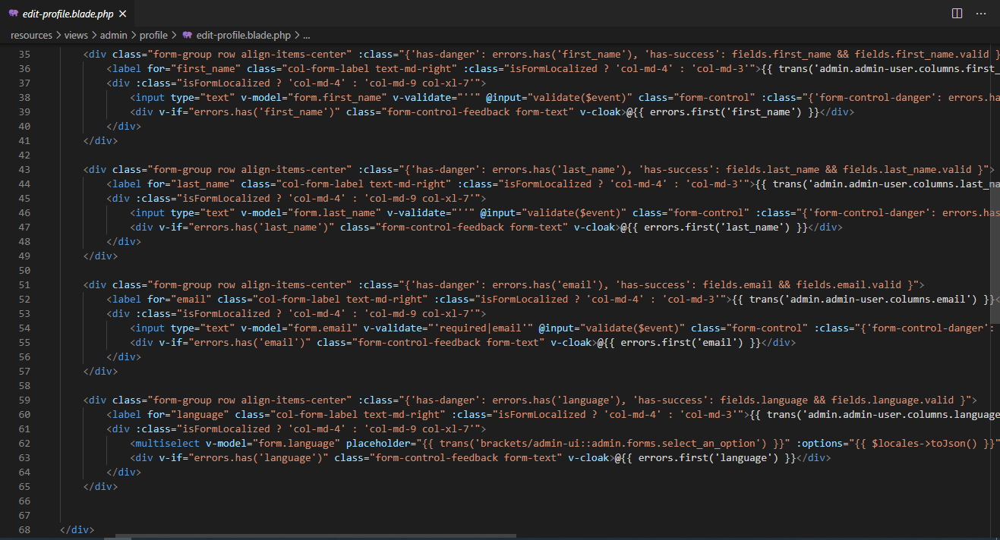 edit-profile.blade.php ×
resources > views > admin > profile > edit-profile.blade.php > ...
35 <div class="form-group row align-items-center" :class="{'has-danger': errors.has('first_name'), 'has-success': fields.first_name && fields.first_name.valid }
36 <label for="first_name" class="col-form-label text-md-right" :class="isFormLocalized ? 'col-md-4' : 'col-md-3'">{{ trans('admin.admin-user.columns.first_
37 <div :class="isFormLocalized ? 'col-md-4' : 'col-md-9 col-xl-7'">
38 <input type="text" v-model="form.first_name" v-validate="''" @input="validate($event)" class="form-control" :class="{'form-control-danger': errors.ha
39 <div v-if="errors.has('first_name')" class="form-control-feedback form-text" v-cloak>@{{ errors.first('first_name') }}</div>
40 </div>
41 </div>
42
43 <div class="form-group row align-items-center" :class="{'has-danger': errors.has('last_name'), 'has-success': fields.last_name && fields.last_name.valid }">
44 <label for="last_name" class="col-form-label text-md-right" :class="isFormLocalized ? 'col-md-4' : 'col-md-3'">{{ trans('admin.admin-user.columns.last_na
45 <div :class="isFormLocalized ? 'col-md-4' : 'col-md-9 col-xl-7'">
46 <input type="text" v-model="form.last_name" v-validate="''" @input="validate($event)" class="form-control" :class="{'form-control-danger': errors.has
47 <div v-if="errors.has('last_name')" class="form-control-feedback form-text" v-cloak>@{{ errors.first('last_name') }}</div>
48 </div>
49 </div>
50
51 <div class="form-group row align-items-center" :class="{'has-danger': errors.has('email'), 'has-success': fields.email && fields.email.valid }">
52 <label for="email" class="col-form-label text-md-right" :class="isFormLocalized ? 'col-md-4' : 'col-md-3'">{{ trans('admin.admin-user.columns.email') }}<
53 <div :class="isFormLocalized ? 'col-md-4' : 'col-md-9 col-xl-7'">
54 <input type="text" v-model="form.email" v-validate="'required|email'" @input="validate($event)" class="form-control" :class="{'form-control-danger':
55 <div v-if="errors.has('email')" class="form-control-feedback form-text" v-cloak>@{{ errors.first('email') }}</div>
56 </div>
57 </div>
58
59 <div class="form-group row align-items-center" :class="{'has-danger': errors.has('language'), 'has-success': fields.language && fields.language.valid }">
60 <label for="language" class="col-form-label text-md-right" :class="isFormLocalized ? 'col-md-4' : 'col-md-3'">{{ trans('admin.admin-user.columns.language
61 <div :class="isFormLocalized ? 'col-md-4' : 'col-md-9 col-xl-7'">
62 <multiselect v-model="form.language" placeholder="{{ trans('brackets/admin-ui::admin.forms.select_an_option') }}" :options="{{ $locales->toJson() }}"
63 <div v-if="errors.has('language')" class="form-control-feedback form-text" v-cloak>@{{ errors.first('language') }}</div>
64 </div>
65 </div>
66
67
68 </div>